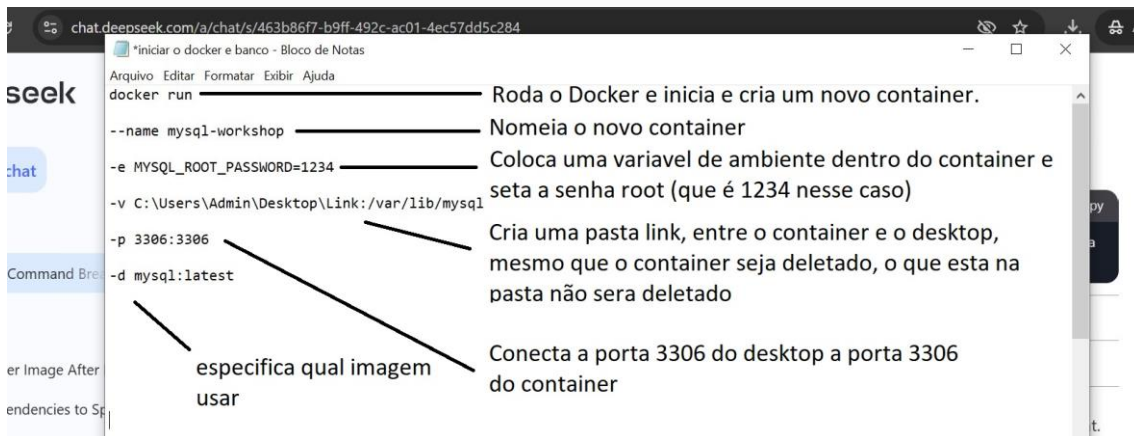 chat.deepseek.com/a/chat/s/463b86f7-b9ff-492c-ac01-4ec57dd5c284
*iniciar o docker e banco - Bloco de Notas
Arquivo Editar Formatar Exibir Ajuda
seek
chat
Command Bre
er Image After
endencies to Sp
docker run
Roda o Docker e inicia e cria um novo container.
--name mysql-workshop
Nomeia o novo container
-e MYSQL_ROOT_PASSWORD=1234
Coloca uma variavel de ambiente dentro do container e
seta a senha root (que é 1234 nesse caso)
-v C:\Users\Admin\Desktop\Link:/var/lib/mysql
Cria uma pasta link, entre o container e o desktop,
mesmo que o container seja deletado, o que esta na
pasta não sera deletado
-p 3306:3306
Conecta a porta 3306 do desktop a porta 3306
do container
-d mysql:latest
especifica qual imagem
usar
py
a
t.